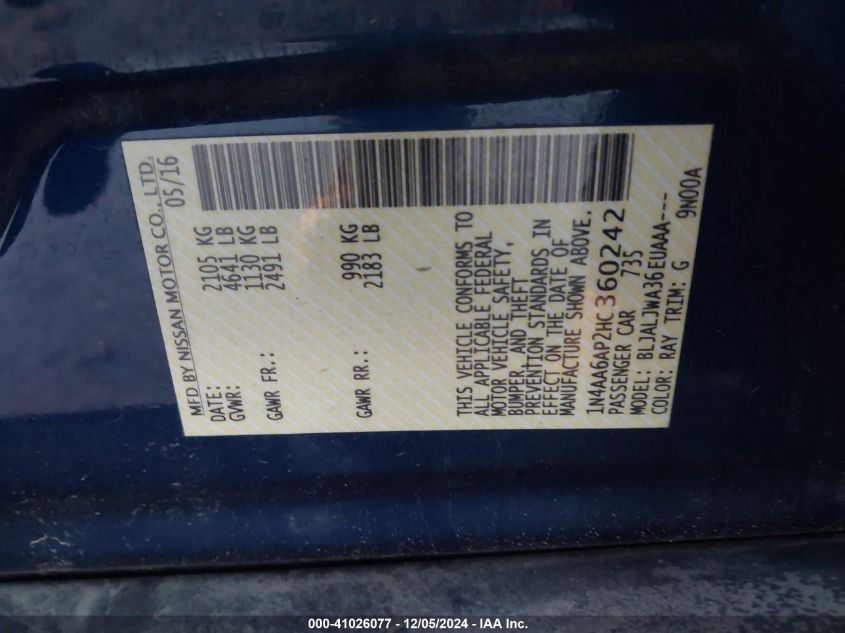 MFD BY NISSAN MOTOR CO., LTD.
DATE: 05/16
GVWR: 2105 KG
4641 LB
GAWR FR.: 1130 KG
2491 LB
GAWR RR.: 990 KG
2183 LB
THIS VEHICLE CONFORMS TO
ALL APPLICABLE FEDERAL
MOTOR VEHICLE SAFETY,
BUMPER, AND THEFT
PREVENTION STANDARDS IN
EFFECT ON THE DATE OF
MANUFACTURE SHOWN ABOVE.
1N4AA6AP2HC360242
PASSENGER CAR 735
MODEL: BLJALJWA36EUAAA---
COLOR: RAY TRIM: G 9N00A
000-41026077 - 12/05/2024 - IAA Inc.